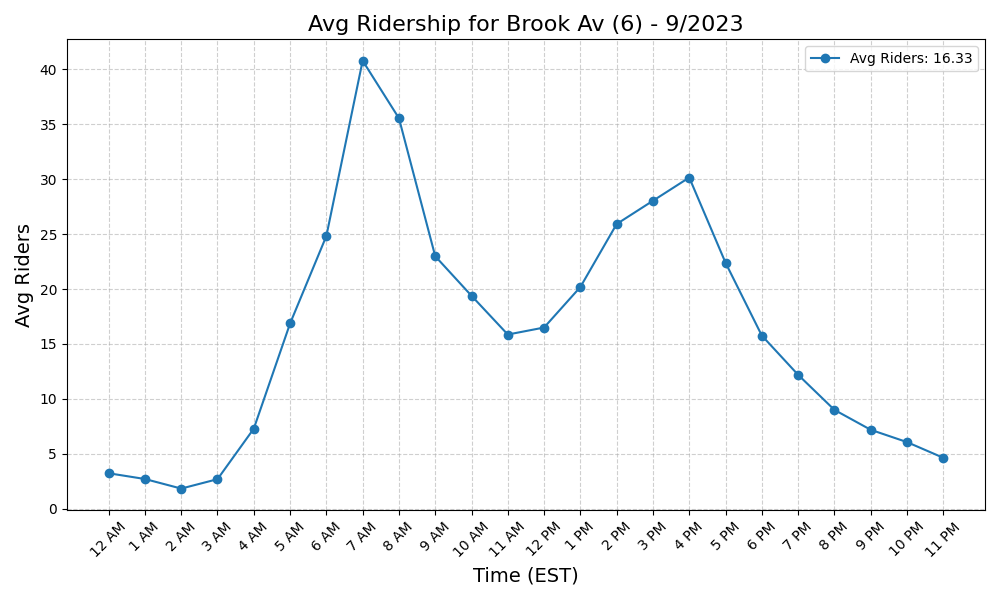 Avg Ridership for Brook Av (6) - 9/2023
Avg Riders: 16.33
Avg Riders
40
35
30
25
20
15
10
5
0
12 AM
1 AM
2 AM
3 AM
4 AM
5 AM
6 AM
7 AM
8 AM
9 AM
10 AM
11 AM
12 PM
1 PM
2 PM
3 PM
4 PM
5 PM
6 PM
7 PM
8 PM
9 PM
10 PM
11 PM
Time (EST)